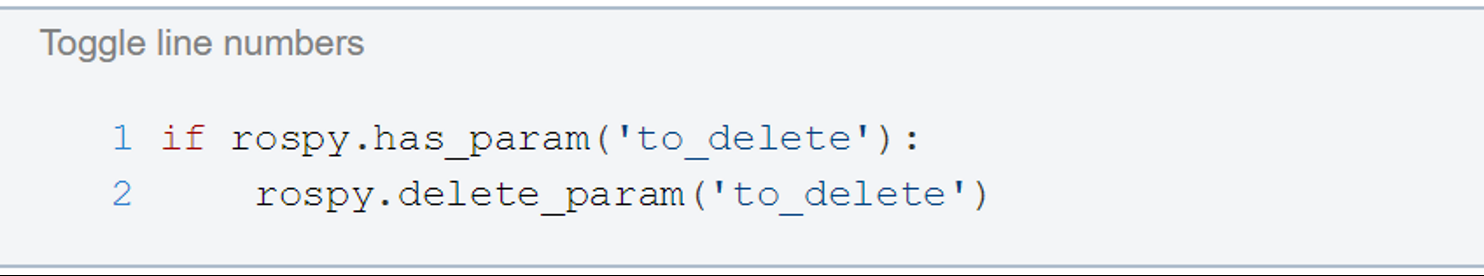 Toggle line numbers
1 if rospy.has_param('to_delete'):
2     rospy.delete_param('to_delete')